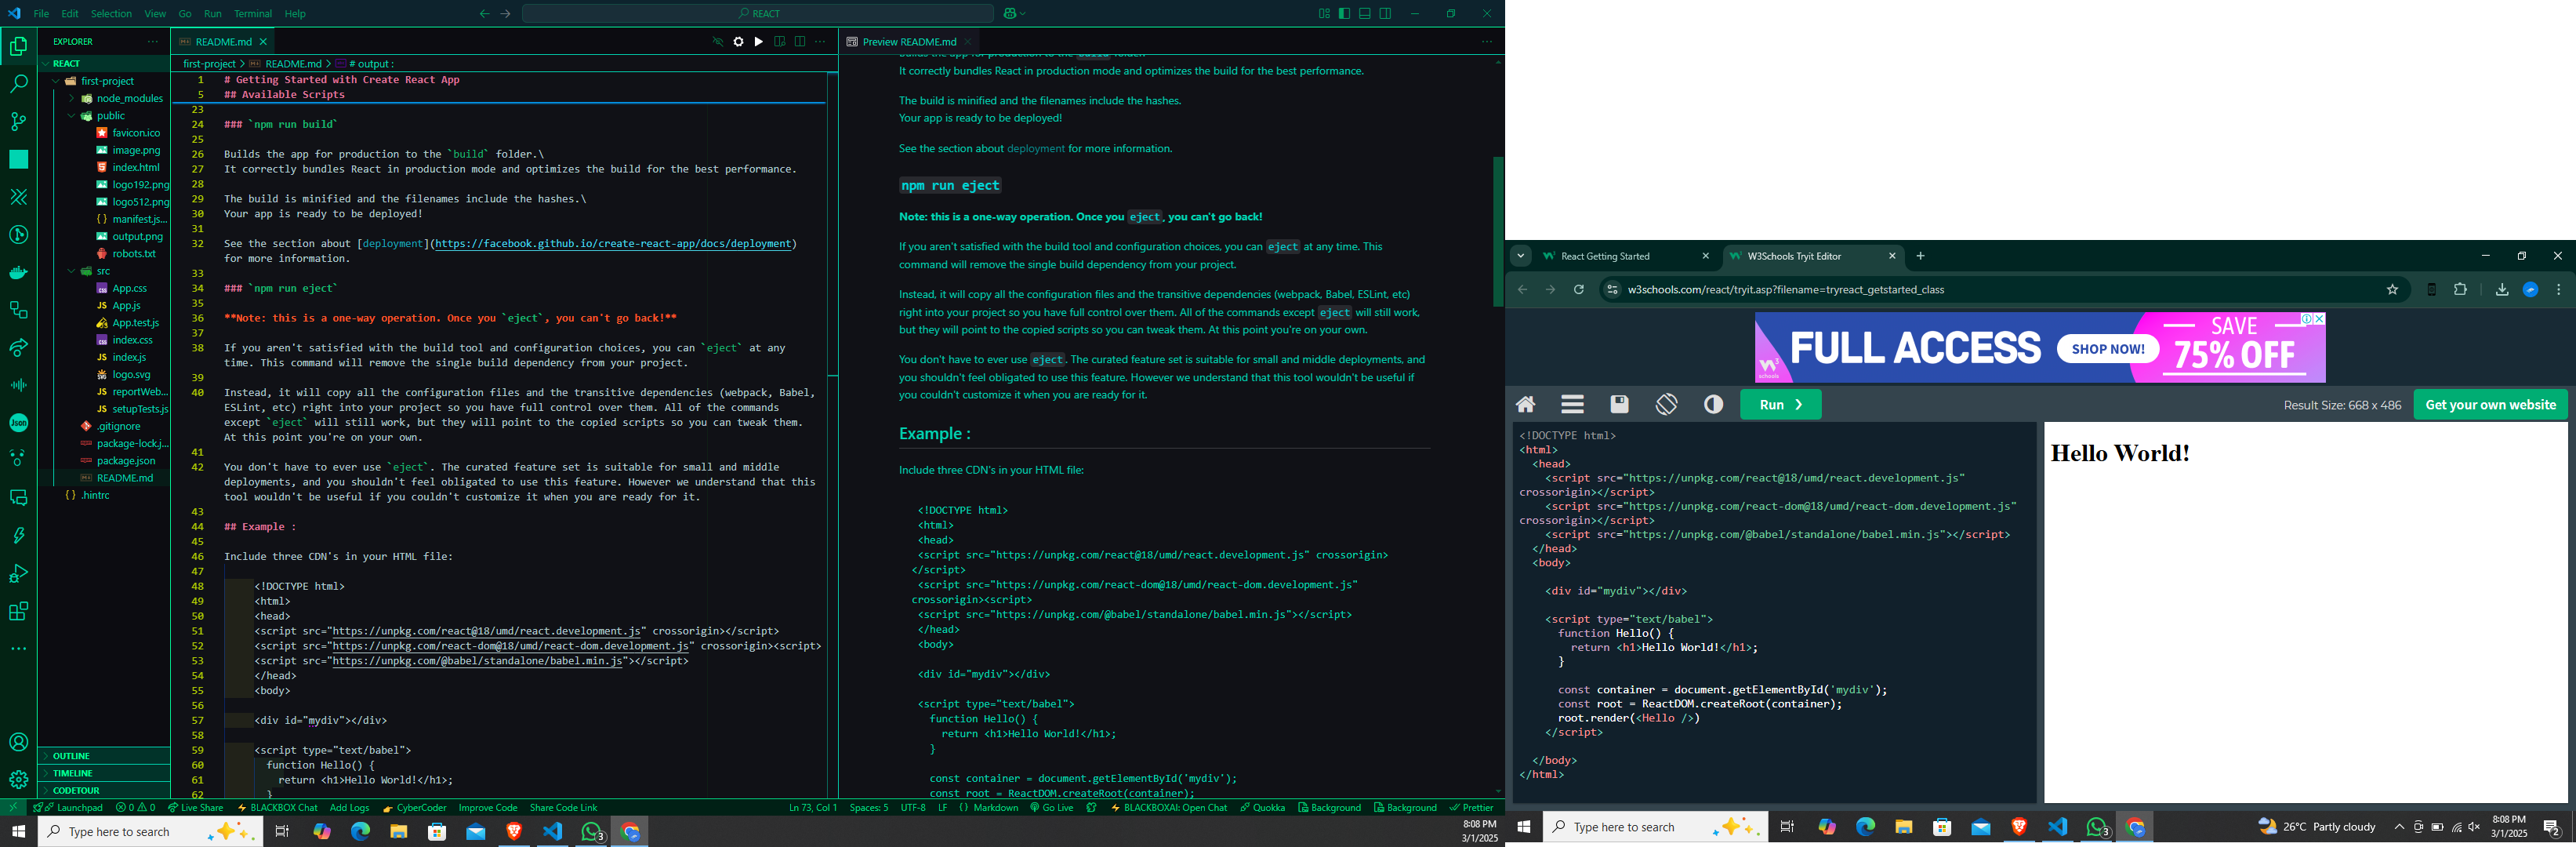 File Edit Selection View Go Run Terminal Help
REACT
EXPLORER
REACT
first-project
node_modules
public
favicon.ico
image.png
index.html
logo192.png
logo512.png
manifest.js...
output.png
robots.txt
src
App.css
App.js
App.test.js
index.css
index.js
logo.svg
reportWeb...
setupTests.js
.gitignore
package-lock.j...
package.json
README.md
.hintrc
OUTLINE
TIMELINE
CODETOUR
README.md
first-project > README.md > # output :
1 # Getting Started with Create React App
5 ## Available Scripts
23
24 ### `npm run build`
25
26 Builds the app for production to the `build` folder.\
27 It correctly bundles React in production mode and optimizes the build for the best performance.
28
29 The build is minified and the filenames include the hashes.\
30 Your app is ready to be deployed!
31
32 See the section about [deployment](https://facebook.github.io/create-react-app/docs/deployment)
for more information.
33
34 ### `npm run eject`
35
36 **Note: this is a one-way operation. Once you `eject`, you can't go back!**
37
38 If you aren't satisfied with the build tool and configuration choices, you can `eject` at any
time. This command will remove the single build dependency from your project.
39
40 Instead, it will copy all the configuration files and the transitive dependencies (webpack, Babel,
ESLint, etc) right into your project so you have full control over them. All of the commands
except `eject` will still work, but they will point to the copied scripts so you can tweak them.
At this point you're on your own.
41
42 You don't have to ever use `eject`. The curated feature set is suitable for small and middle
deployments, and you shouldn't feel obligated to use this feature. However we understand that this
tool wouldn't be useful if you couldn't customize it when you are ready for it.
43
44 ## Example :
45
46 Include three CDN's in your HTML file:
47
48 <!DOCTYPE html>
49 <html>
50 <head>
51 <script src="https://unpkg.com/react@18/umd/react.development.js" crossorigin></script>
52 <script src="https://unpkg.com/react-dom@18/umd/react-dom.development.js" crossorigin><script>
53 <script src="https://unpkg.com/@babel/standalone/babel.min.js"></script>
54 </head>
55 <body>
56
57 <div id="mydiv"></div>
58
59 <script type="text/babel">
60 function Hello() {
61 return <h1>Hello World!</h1>;
62 }
Preview README.md
Builds the app for production to the build folder.
It correctly bundles React in production mode and optimizes the build for the best performance.
The build is minified and the filenames include the hashes.
Your app is ready to be deployed!
See the section about deployment for more information.
npm run eject
Note: this is a one-way operation. Once you eject, you can't go back!
If you aren't satisfied with the build tool and configuration choices, you can eject at any time. This
command will remove the single build dependency from your project.
Instead, it will copy all the configuration files and the transitive dependencies (webpack, Babel, ESLint, etc)
right into your project so you have full control over them. All of the commands except eject will still work,
but they will point to the copied scripts so you can tweak them. At this point you're on your own.
You don't have to ever use eject. The curated feature set is suitable for small and middle deployments, and
you shouldn't feel obligated to use this feature. However we understand that this tool wouldn't be useful if
you couldn't customize it when you are ready for it.
Example :
Include three CDN's in your HTML file:
<!DOCTYPE html>
<html>
<head>
<script src="https://unpkg.com/react@18/umd/react.development.js" crossorigin>
</script>
<script src="https://unpkg.com/react-dom@18/umd/react-dom.development.js"
crossorigin><script>
<script src="https://unpkg.com/@babel/standalone/babel.min.js"></script>
</head>
<body>
<div id="mydiv"></div>
<script type="text/babel">
function Hello() {
return <h1>Hello World!</h1>;
}
const container = document.getElementById('mydiv');
const root = ReactDOM.createRoot(container);
Launchpad 0 0 Live Share BLACKBOX Chat Add Logs CyberCoder Improve Code Share Code Link
Ln 73, Col 1 Spaces: 5 UTF-8 LF {} Markdown Go Live BLACKBOXAI: Open Chat Quokka Background Background Prettier
Type here to search
3
8:08 PM
3/1/2025
React Getting Started
W3Schools Tryit Editor
w3schools.com/react/tryit.asp?filename=tryreact_getstarted_class
W3 schools
FULL ACCESS
SHOP NOW!
SAVE
75% OFF
Run ❯
Result Size: 668 x 486
Get your own website
<!DOCTYPE html>
<html>
<head>
<script src="https://unpkg.com/react@18/umd/react.development.js"
crossorigin></script>
<script src="https://unpkg.com/react-dom@18/umd/react-dom.development.js"
crossorigin></script>
<script src="https://unpkg.com/@babel/standalone/babel.min.js"></script>
</head>
<body>
<div id="mydiv"></div>
<script type="text/babel">
function Hello() {
return <h1>Hello World!</h1>;
}
const container = document.getElementById('mydiv');
const root = ReactDOM.createRoot(container);
root.render(<Hello />)
</script>
</body>
</html>
Hello World!
Type here to search
3
26°C Partly cloudy
8:08 PM
3/1/2025
2